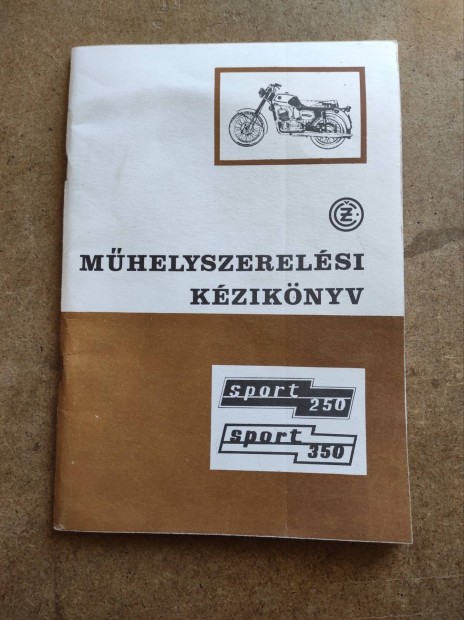 ČZ
MŰHELYSZERELÉSI
KÉZIKÖNYV
sport
250
sport
350